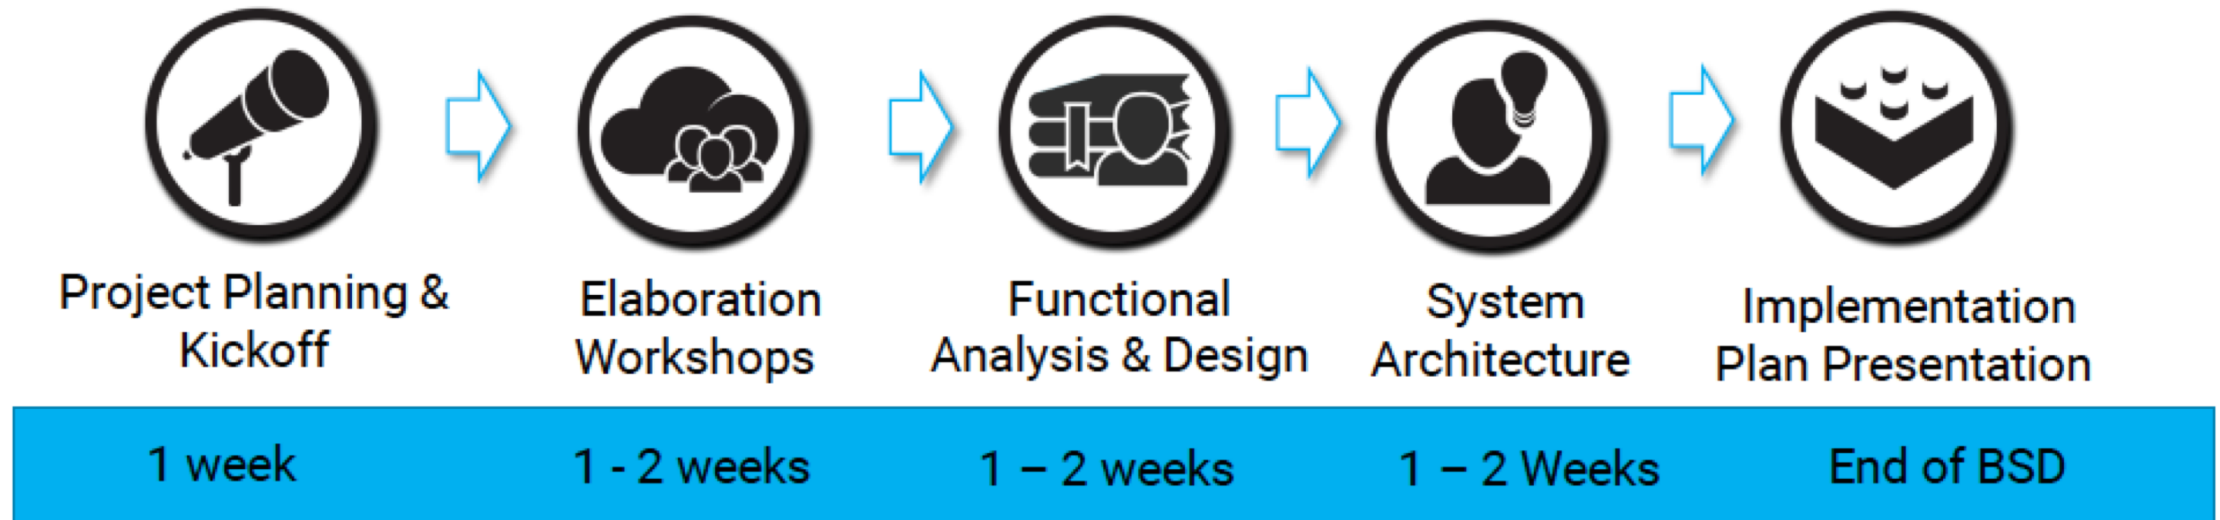 Project Planning &
Kickoff
Elaboration
Workshops
Functional
Analysis & Design
System
Architecture
Implementation
Plan Presentation
1 week
1 - 2 weeks
1 – 2 weeks
1 – 2 Weeks
End of BSD